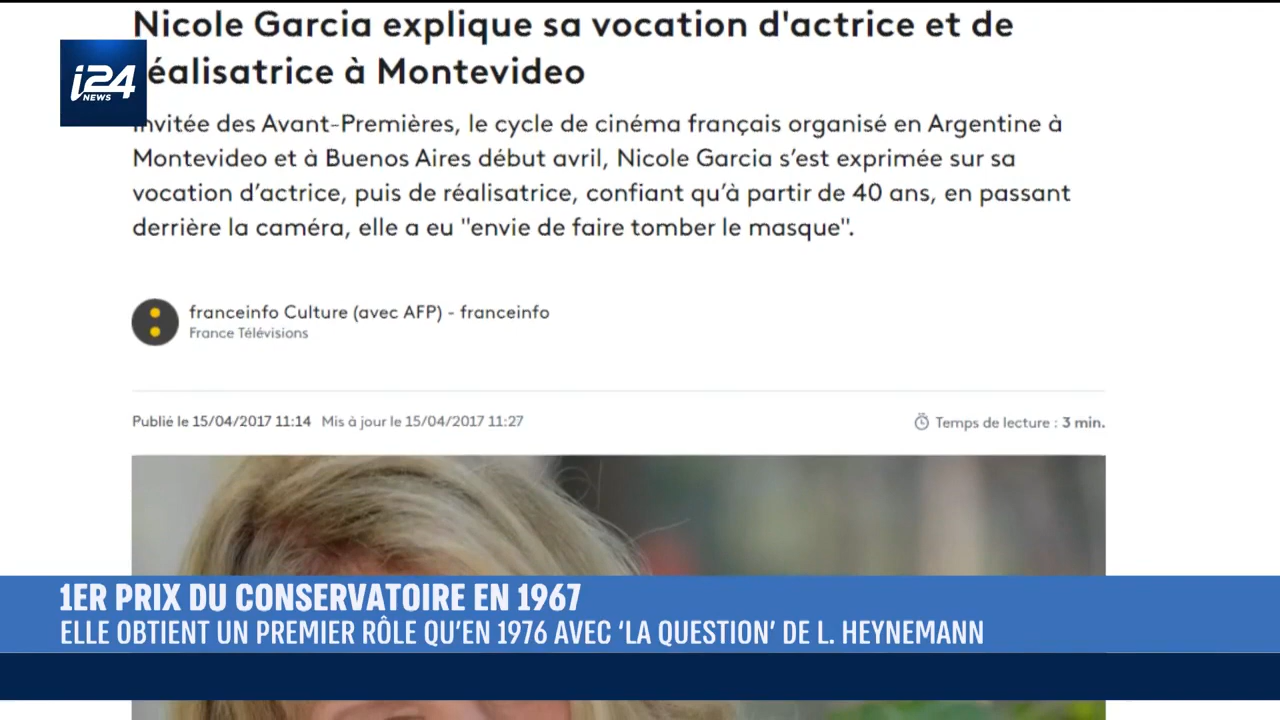 Nicole Garcia explique sa vocation d'actrice et de
éalisatrice à Montevideo
i24
NEWS
Invitée des Avant-Premières, le cycle de cinéma français organisé en Argentine à
Montevideo et à Buenos Aires début avril, Nicole Garcia s’est exprimée sur sa
vocation d’actrice, puis de réalisatrice, confiant qu’à partir de 40 ans, en passant
derrière la caméra, elle a eu "envie de faire tomber le masque".
franceinfo Culture (avec AFP) - franceinfo
France Télévisions
Publié le 15/04/2017 11:14 Mis à jour le 15/04/2017 11:27
Temps de lecture : 3 min.
1ER PRIX DU CONSERVATOIRE EN 1967
ELLE OBTIENT UN PREMIER RÔLE QU’EN 1976 AVEC ‘LA QUESTION’ DE L. HEYNEMANN